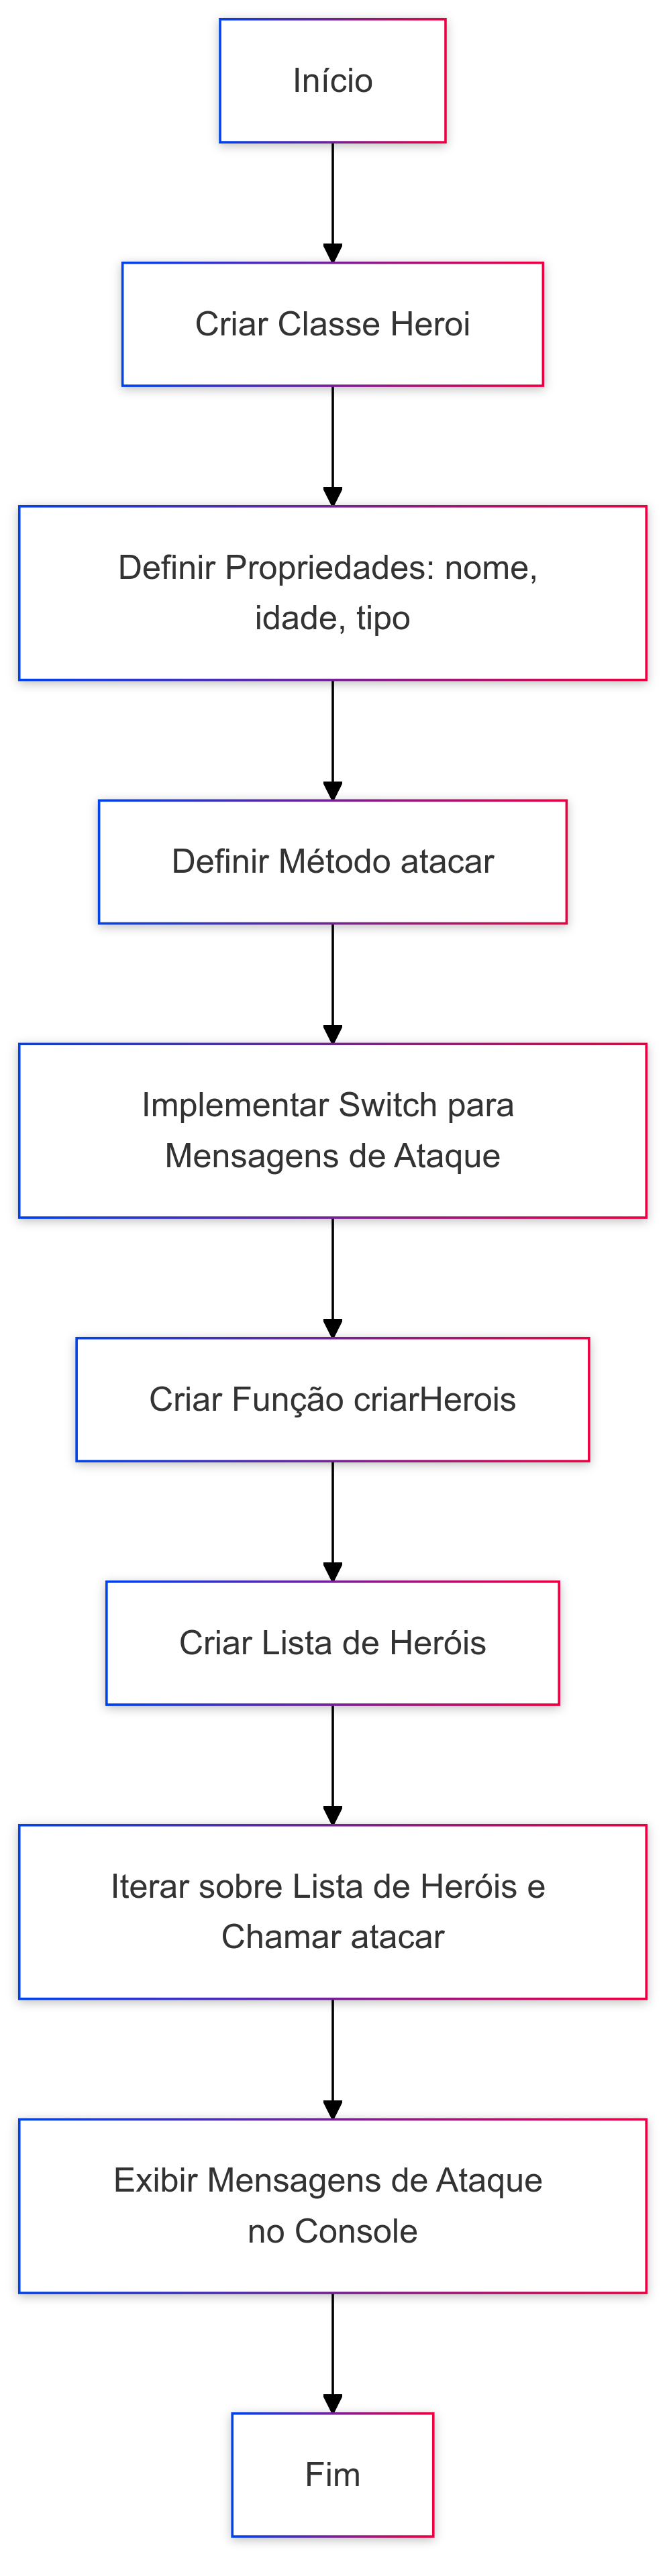 Início
Criar Classe Heroi
Definir Propriedades: nome,
idade, tipo
Definir Método atacar
Implementar Switch para
Mensagens de Ataque
Criar Função criarHerois
Criar Lista de Heróis
Iterar sobre Lista de Heróis e
Chamar atacar
Exibir Mensagens de Ataque
no Console
Fim